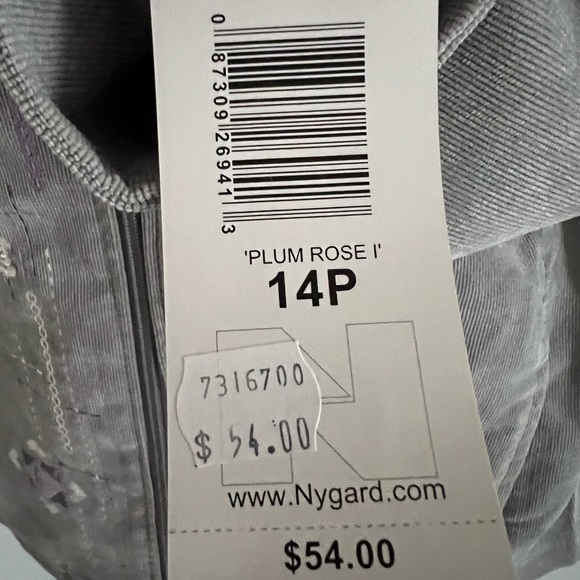 0 87309 26941 3
'PLUM ROSE I'
14P
7316700
$ 54.00
www.Nygard.com
$54.00